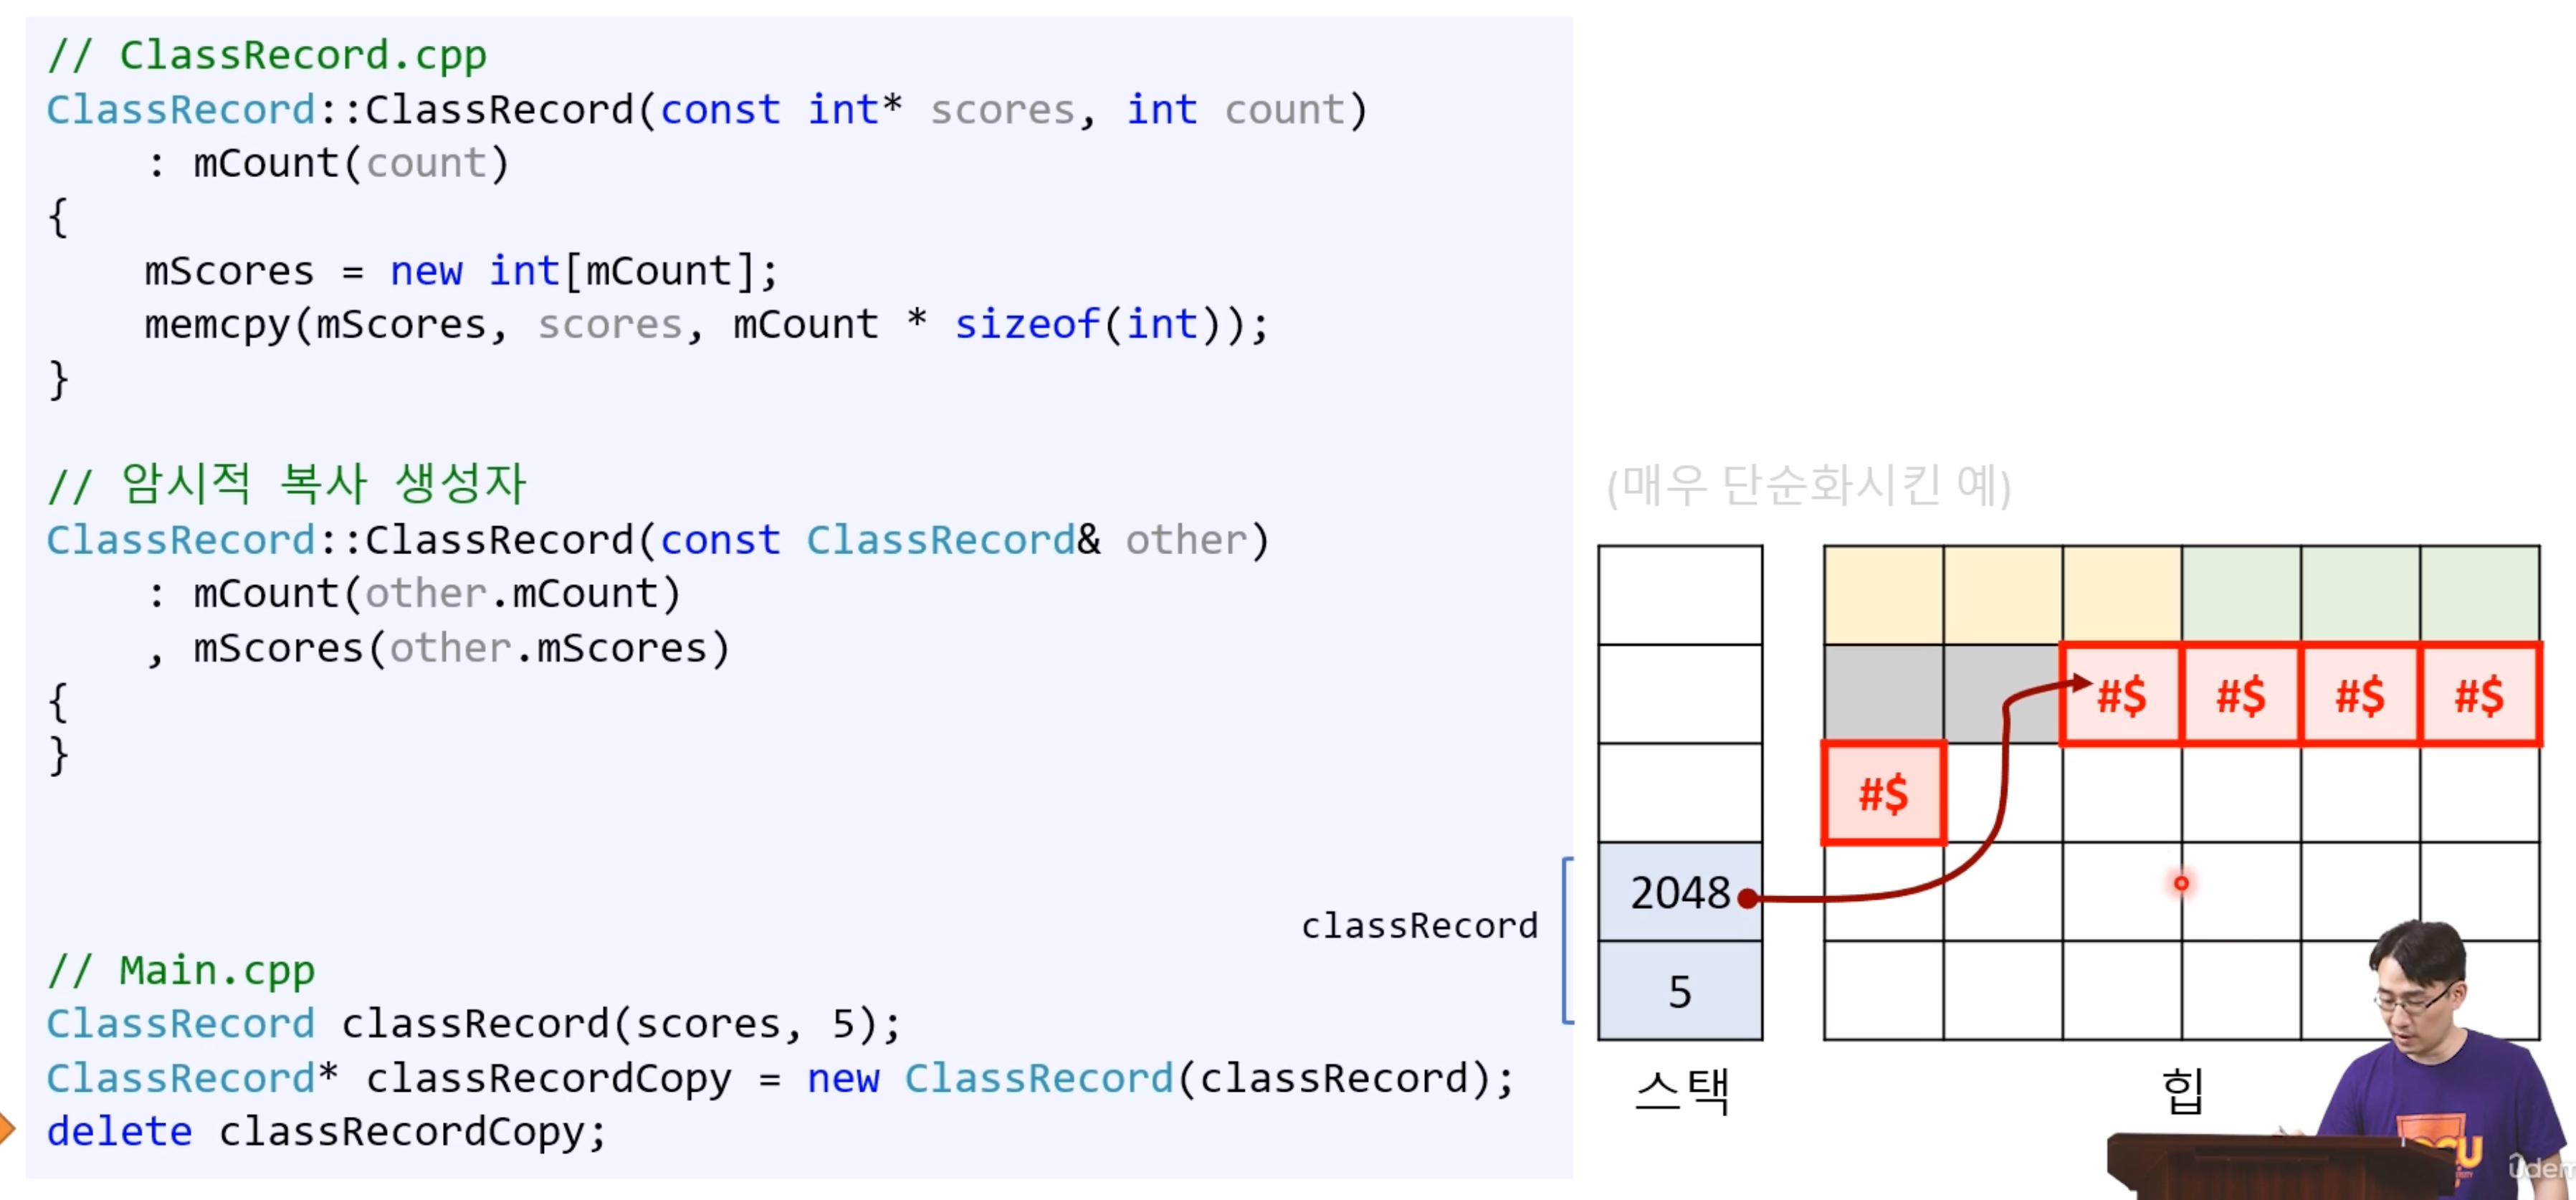 // ClassRecord.cpp
ClassRecord::ClassRecord(const int* scores, int count)
    : mCount(count)
{
    mScores = new int[mCount];
    memcpy(mScores, scores, mCount * sizeof(int));
}
// 암시적 복사 생성자
ClassRecord::ClassRecord(const ClassRecord& other)
    : mCount(other.mCount)
    , mScores(other.mScores)
{
}
// Main.cpp
ClassRecord classRecord(scores, 5);
ClassRecord* classRecordCopy = new ClassRecord(classRecord);
delete classRecordCopy;
(매우 단순화시킨 예)
#$ #$ #$ #$
#$
2048
classRecord
5
스택
힙